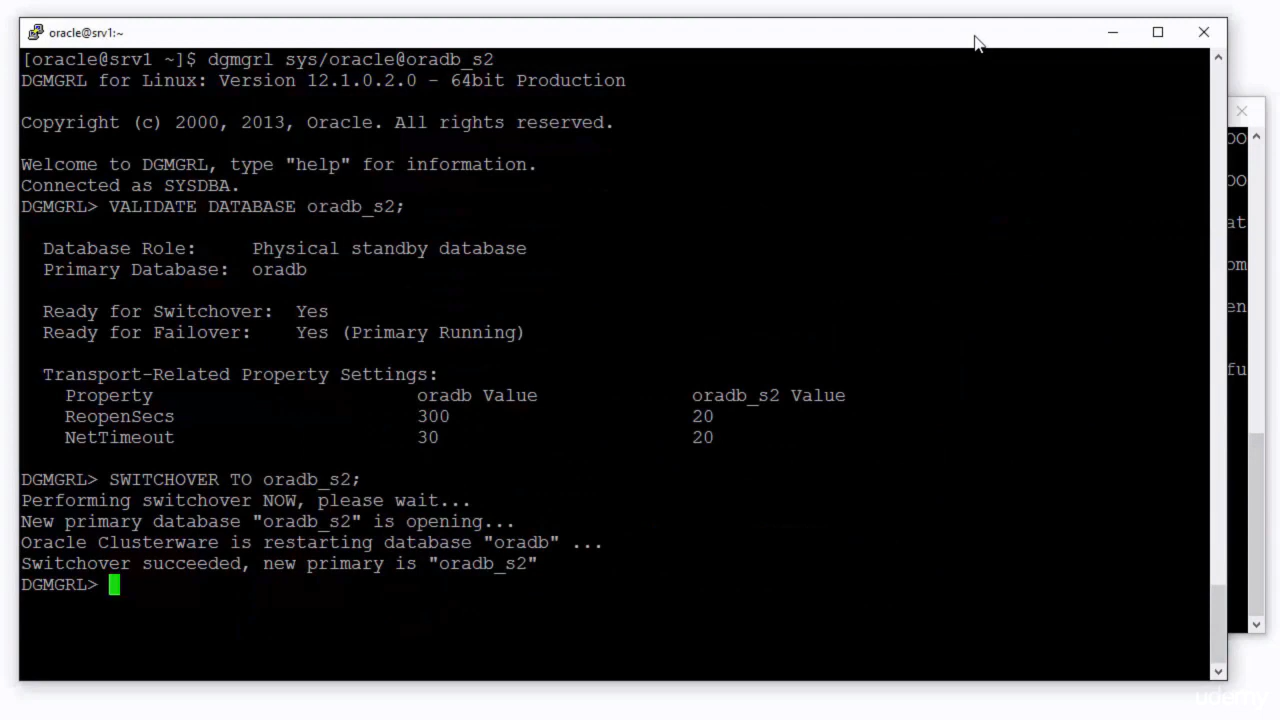 oracle@srv1:~
[oracle@srv1 ~]$ dgmgrl sys/oracle@oradb_s2
DGMGRL for Linux: Version 12.1.0.2.0 - 64bit Production
Copyright (c) 2000, 2013, Oracle. All rights reserved.
Welcome to DGMGRL, type "help" for information.
Connected as SYSDBA.
DGMGRL> VALIDATE DATABASE oradb_s2;
Database Role: Physical standby database
Primary Database: oradb
Ready for Switchover: Yes
Ready for Failover: Yes (Primary Running)
Transport-Related Property Settings:
Property oradb Value oradb_s2 Value
ReopenSecs 300 20
NetTimeout 30 20
DGMGRL> SWITCHOVER TO oradb_s2;
Performing switchover NOW, please wait...
New primary database "oradb_s2" is opening...
Oracle Clusterware is restarting database "oradb" ...
Switchover succeeded, new primary is "oradb_s2"
DGMGRL>
udemy